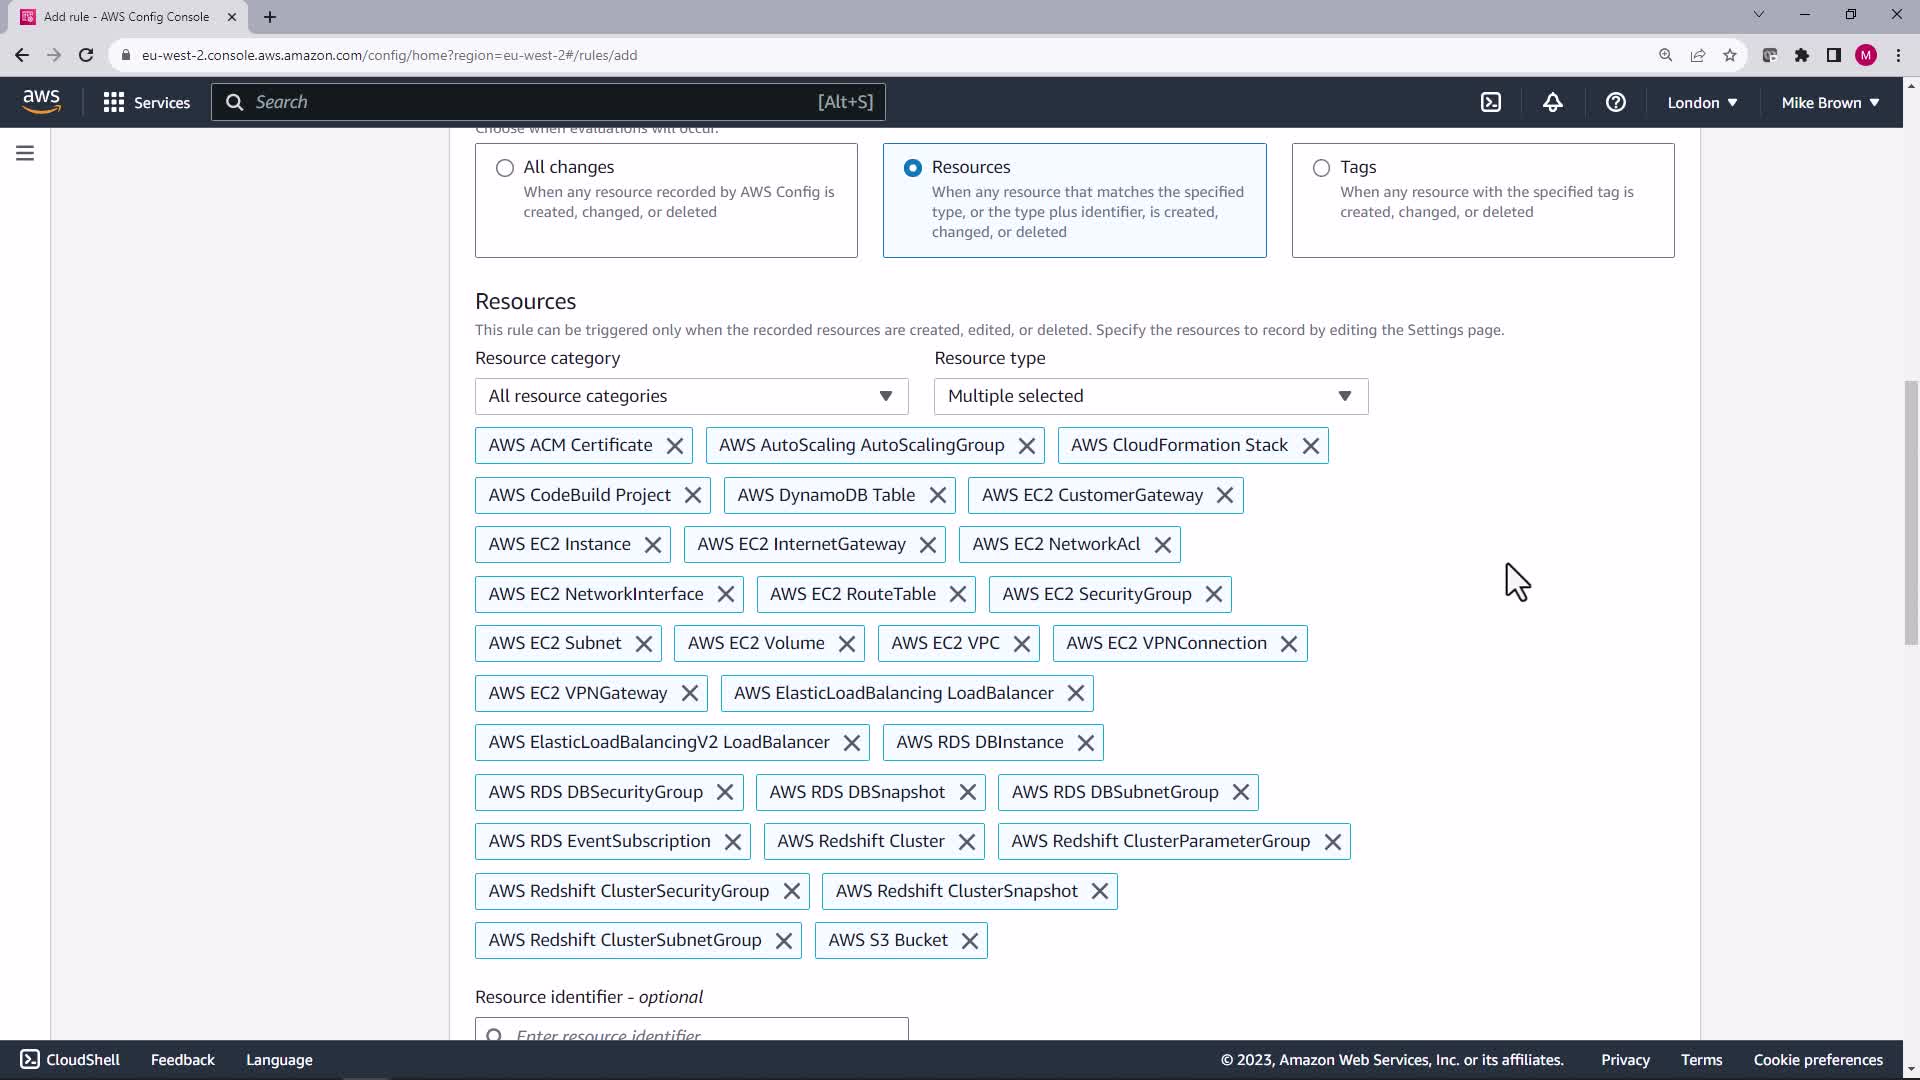 Add rule - AWS Config Console
eu-west-2.console.aws.amazon.com/config/home?region=eu-west-2#/rules/add
M
aws
Services
Search
[Alt+S]
London
Mike Brown
Choose when evaluations will occur.
All changes
When any resource recorded by AWS Config is
created, changed, or deleted
Resources
When any resource that matches the specified
type, or the type plus identifier, is created,
changed, or deleted
Tags
When any resource with the specified tag is
created, changed, or deleted
Resources
This rule can be triggered only when the recorded resources are created, edited, or deleted. Specify the resources to record by editing the Settings page.
Resource category
Resource type
All resource categories
Multiple selected
AWS ACM Certificate
AWS AutoScaling AutoScalingGroup
AWS CloudFormation Stack
AWS CodeBuild Project
AWS DynamoDB Table
AWS EC2 CustomerGateway
AWS EC2 Instance
AWS EC2 InternetGateway
AWS EC2 NetworkAcl
AWS EC2 NetworkInterface
AWS EC2 RouteTable
AWS EC2 SecurityGroup
AWS EC2 Subnet
AWS EC2 Volume
AWS EC2 VPC
AWS EC2 VPNConnection
AWS EC2 VPNGateway
AWS ElasticLoadBalancing LoadBalancer
AWS ElasticLoadBalancingV2 LoadBalancer
AWS RDS DBInstance
AWS RDS DBSecurityGroup
AWS RDS DBSnapshot
AWS RDS DBSubnetGroup
AWS RDS EventSubscription
AWS Redshift Cluster
AWS Redshift ClusterParameterGroup
AWS Redshift ClusterSecurityGroup
AWS Redshift ClusterSnapshot
AWS Redshift ClusterSubnetGroup
AWS S3 Bucket
Resource identifier - optional
Enter resource identifier
CloudShell
Feedback
Language
© 2023, Amazon Web Services, Inc. or its affiliates.
Privacy
Terms
Cookie preferences